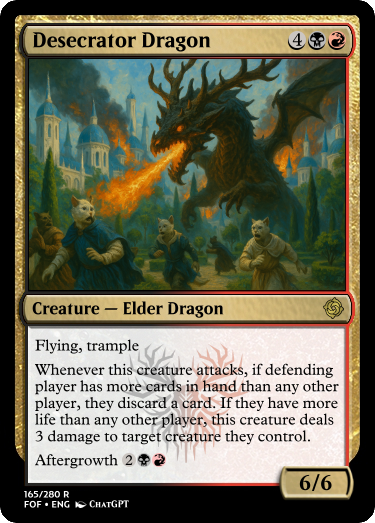 Desecrator Dragon 4
Creature — Elder Dragon
Flying, trample
Whenever this creature attacks, if defending
player has more cards in hand than any other
player, they discard a card. If they have more
life than any other player, this creature deals
3 damage to target creature they control.
Aftergrowth 2
6/6
165/280 R
FOF • ENG ChatGPT